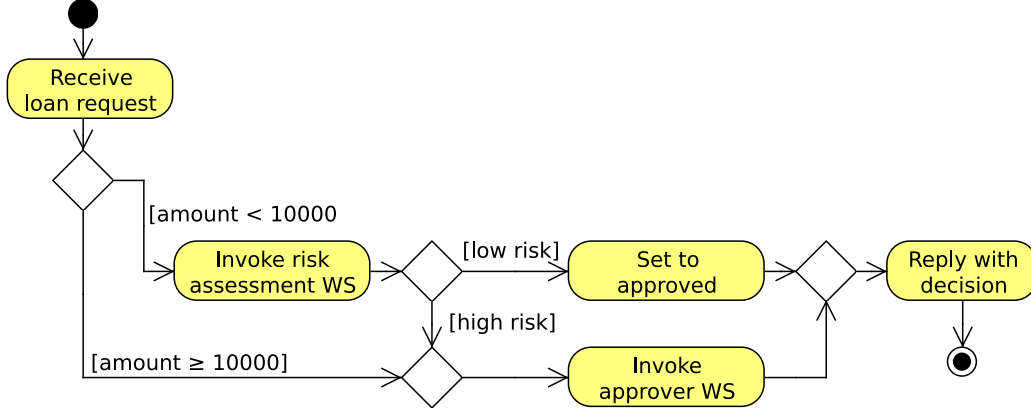 Receive
loan request
[amount < 10000
Invoke risk
assessment WS
[low risk]
Set to
approved
Reply with
decision
[high risk]
[amount ≥ 10000]
Invoke
approver WS